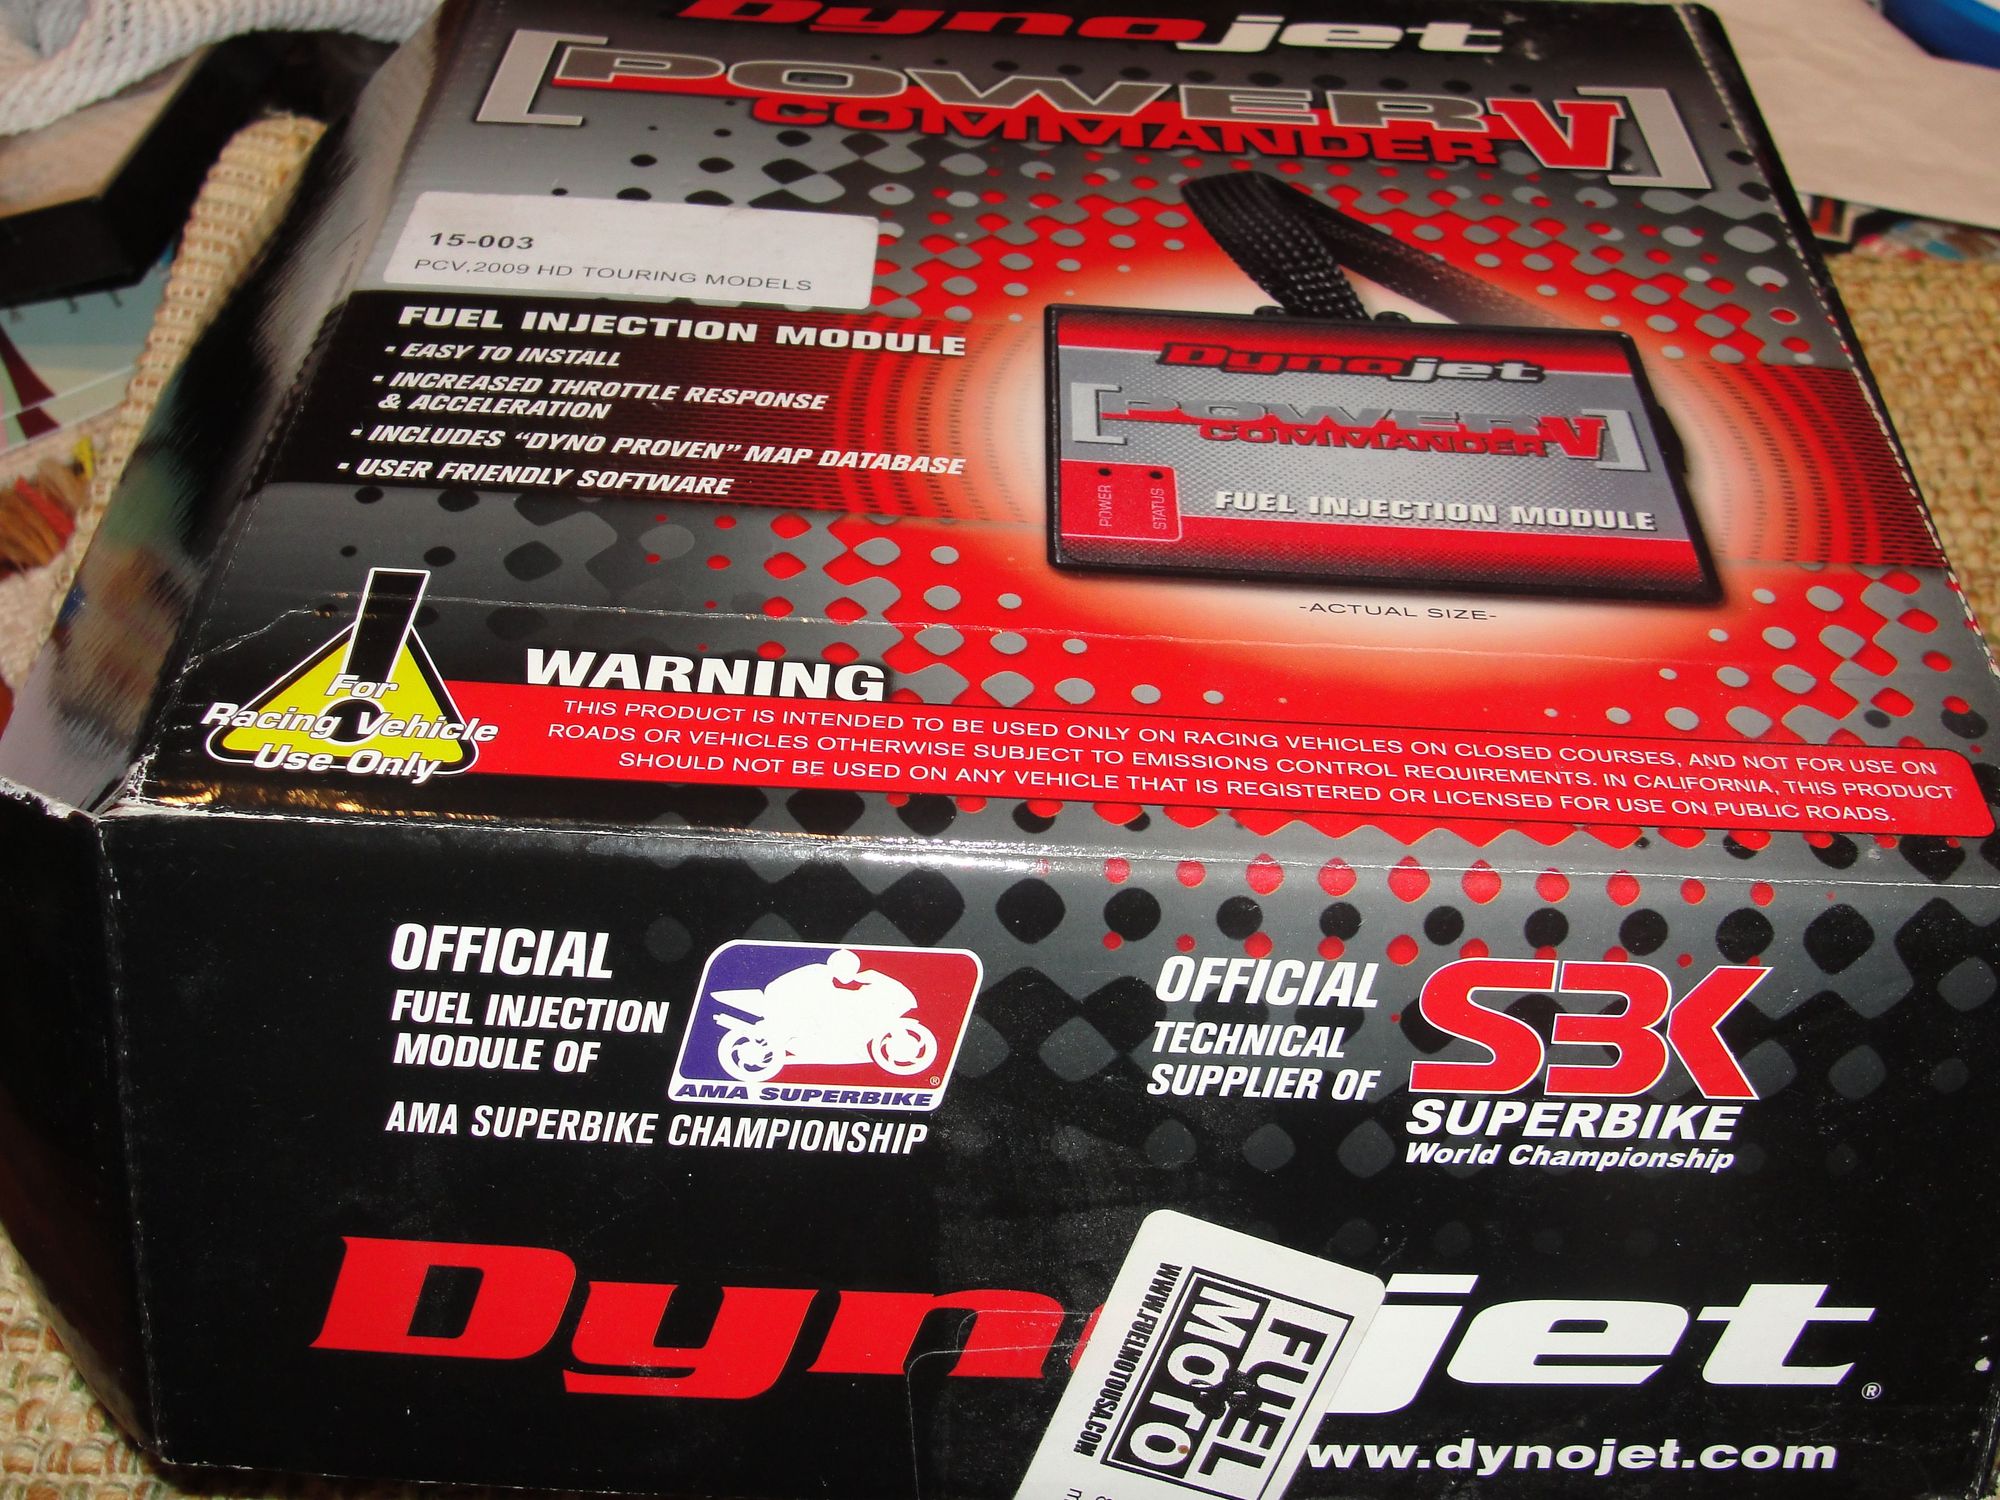 Dynojet
[POWER V]
COMMANDER
15-003
PCV,2009 HD TOURING MODELS
FUEL INJECTION MODULE
• EASY TO INSTALL
• INCREASED THROTTLE RESPONSE
& ACCELERATION
• INCLUDES “DYNO PROVEN” MAP DATABASE
• USER FRIENDLY SOFTWARE
Dynojet
[POWER V]
COMMANDER
POWER
STATUS
FUEL INJECTION MODULE
-ACTUAL SIZE-
For
Racing Vehicle
Use Only
WARNING
THIS PRODUCT IS INTENDED TO BE USED ONLY ON RACING VEHICLES ON CLOSED COURSES, AND NOT FOR USE ON
ROADS OR VEHICLES OTHERWISE SUBJECT TO EMISSIONS CONTROL REQUIREMENTS. IN CALIFORNIA, THIS PRODUCT
SHOULD NOT BE USED ON ANY VEHICLE THAT IS REGISTERED OR LICENSED FOR USE ON PUBLIC ROADS.
OFFICIAL
FUEL INJECTION
MODULE OF
AMA SUPERBIKE ®
AMA SUPERBIKE CHAMPIONSHIP
OFFICIAL
TECHNICAL
SUPPLIER OF
SBK
SUPERBIKE
World Championship
Dyn jet ®
FUEL
MOTO
WWW.FUELMOTOUSA.COM
ww.dynojet.com